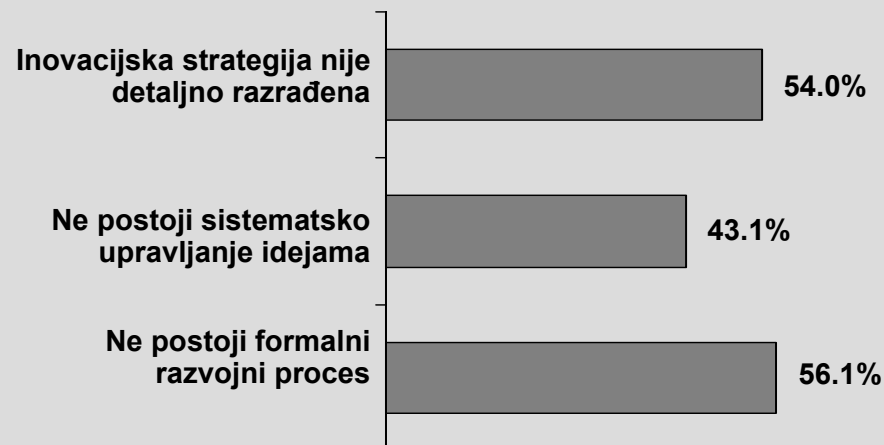 Inovacijska strategija nije
detaljno razrađena
54.0%
Ne postoji sistematsko
upravljanje idejama
43.1%
Ne postoji formalni
razvojni proces
56.1%